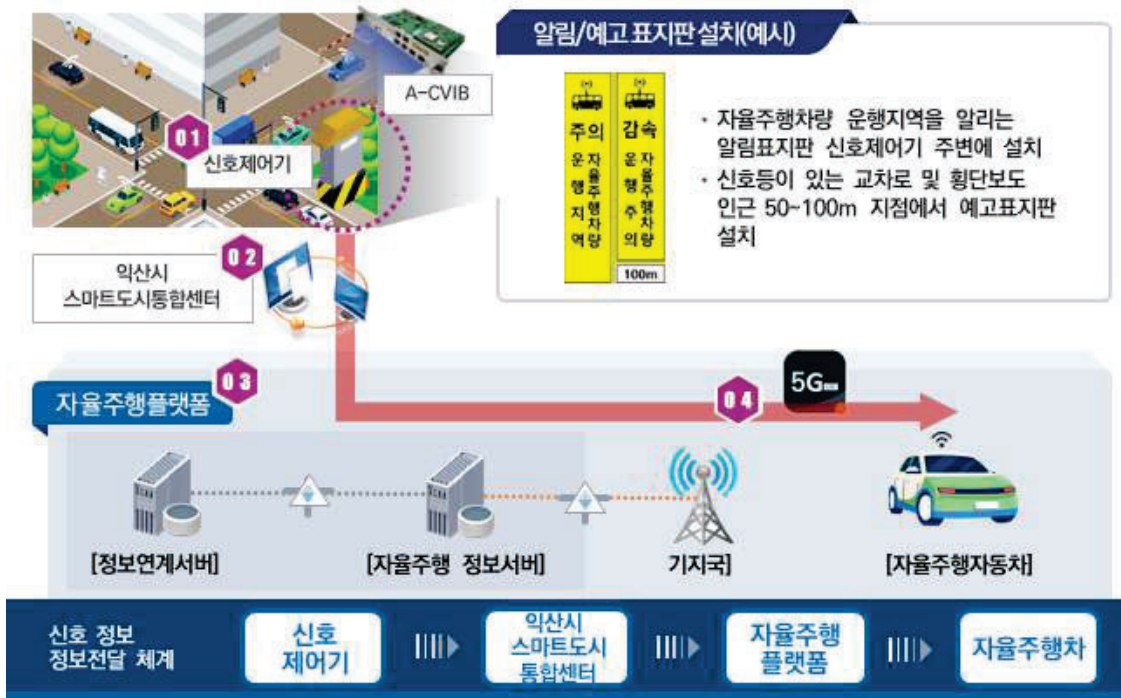 알림/예고 표지판 설치(예시)
A-CVIB
01
신호제어기
주의
자율주행차량
운행지역
감속
자율주행차량
운행주의
100m
· 자율주행차량 운행지역을 알리는
알림표지판 신호제어기 주변에 설치
· 신호등이 있는 교차로 및 횡단보도
인근 50~100m 지점에서 예고표지판
설치
02
익산시
스마트도시통합센터
03
자율주행플랫폼
04
5G
[정보연계서버]
[자율주행 정보서버]
기지국]
[자율주행자동차]
신호 정보
정보전달 체계
신호
제어기
익산시
스마트도시
통합센터
자율주행
플랫폼
자율주행차